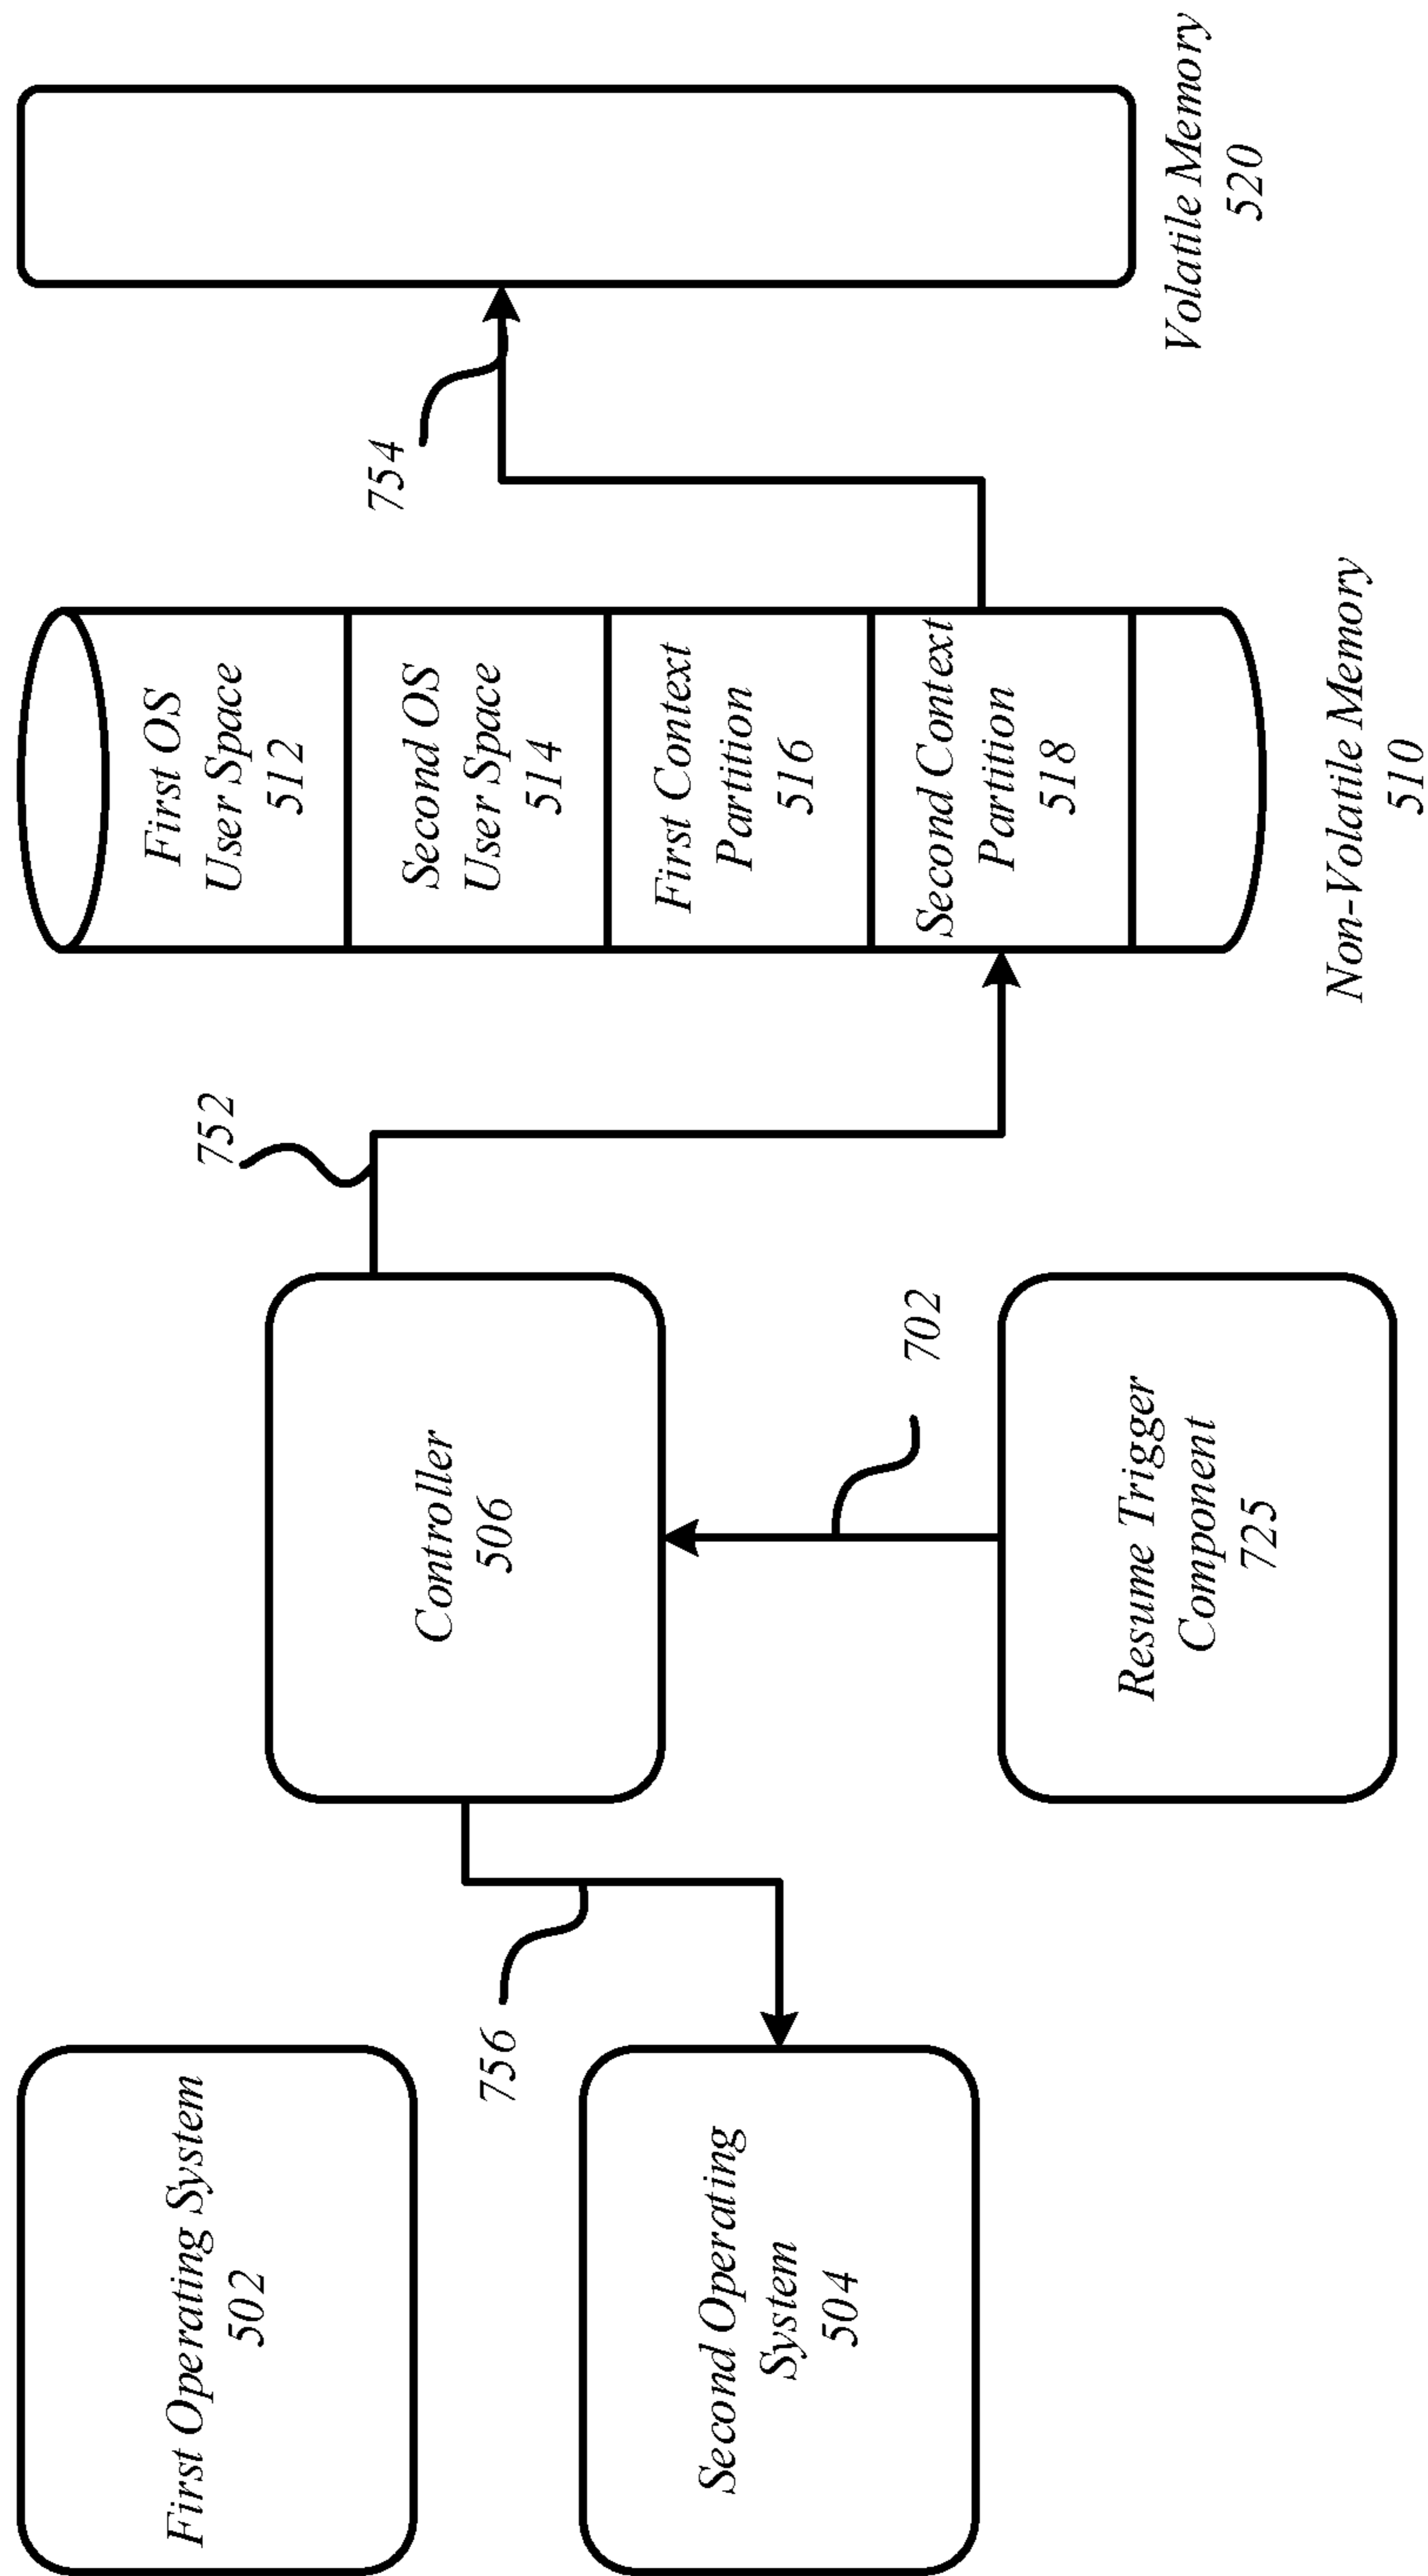 First Operating System
502
Second Operating
System
504
756
Controller
506
702
Resume Trigger
Component
725
752
First OS
User Space
512
Second OS
User Space
514
First Context
Partition
516
Second Context
Partition
518
Non-Volatile Memory
510
754
Volatile Memory
520